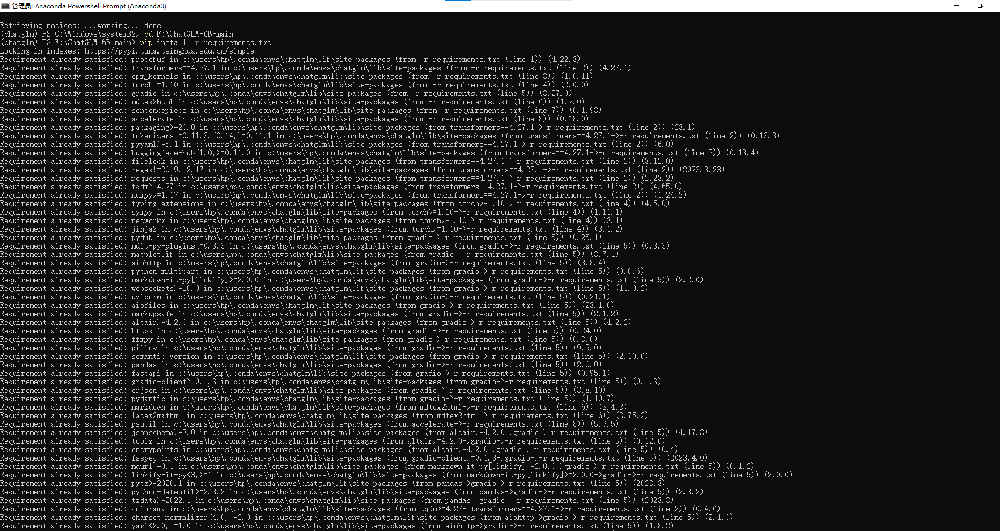 管理员: Anaconda Powershell Prompt (Anaconda3)
Retrieving notices: ...working... done
(chatglm) PS C:\Windows\system32> cd F:\ChatGLM-6B-main
(chatglm) PS F:\ChatGLM-6B-main> pip install -r requirements.txt
Looking in indexes: https://pypi.tuna.tsinghua.edu.cn/simple
Requirement already satisfied: protobuf in c:\users\hp\.conda\envs\chatglm\lib\site-packages (from -r requirements.txt (line 1)) (4.22.3)
Requirement already satisfied: transformers==4.27.1 in c:\users\hp\.conda\envs\chatglm\lib\site-packages (from -r requirements.txt (line 2)) (4.27.1)
Requirement already satisfied: cpm_kernels in c:\users\hp\.conda\envs\chatglm\lib\site-packages (from -r requirements.txt (line 3)) (1.0.11)
Requirement already satisfied: torch>=1.10 in c:\users\hp\.conda\envs\chatglm\lib\site-packages (from -r requirements.txt (line 4)) (2.0.0)
Requirement already satisfied: gradio in c:\users\hp\.conda\envs\chatglm\lib\site-packages (from -r requirements.txt (line 5)) (3.27.0)
Requirement already satisfied: mdtex2html in c:\users\hp\.conda\envs\chatglm\lib\site-packages (from -r requirements.txt (line 6)) (1.2.0)
Requirement already satisfied: sentencepiece in c:\users\hp\.conda\envs\chatglm\lib\site-packages (from -r requirements.txt (line 7)) (0.1.98)
Requirement already satisfied: accelerate in c:\users\hp\.conda\envs\chatglm\lib\site-packages (from -r requirements.txt (line 8)) (0.18.0)
Requirement already satisfied: packaging>=20.0 in c:\users\hp\.conda\envs\chatglm\lib\site-packages (from transformers==4.27.1->-r requirements.txt (line 2)) (23.1)
Requirement already satisfied: tokenizers!=0.11.3,<0.14,>=0.11.1 in c:\users\hp\.conda\envs\chatglm\lib\site-packages (from transformers==4.27.1->-r requirements.txt (line 2)) (0.13.3)
Requirement already satisfied: pyyaml>=5.1 in c:\users\hp\.conda\envs\chatglm\lib\site-packages (from transformers==4.27.1->-r requirements.txt (line 2)) (6.0)
Requirement already satisfied: huggingface-hub<1.0,>=0.11.0 in c:\users\hp\.conda\envs\chatglm\lib\site-packages (from transformers==4.27.1->-r requirements.txt (line 2)) (0.13.4)
Requirement already satisfied: filelock in c:\users\hp\.conda\envs\chatglm\lib\site-packages (from transformers==4.27.1->-r requirements.txt (line 2)) (3.12.0)
Requirement already satisfied: regex!=2019.12.17 in c:\users\hp\.conda\envs\chatglm\lib\site-packages (from transformers==4.27.1->-r requirements.txt (line 2)) (2023.3.23)
Requirement already satisfied: requests in c:\users\hp\.conda\envs\chatglm\lib\site-packages (from transformers==4.27.1->-r requirements.txt (line 2)) (2.28.2)
Requirement already satisfied: tqdm>=4.27 in c:\users\hp\.conda\envs\chatglm\lib\site-packages (from transformers==4.27.1->-r requirements.txt (line 2)) (4.65.0)
Requirement already satisfied: numpy>=1.17 in c:\users\hp\.conda\envs\chatglm\lib\site-packages (from transformers==4.27.1->-r requirements.txt (line 2)) (1.24.2)
Requirement already satisfied: typing-extensions in c:\users\hp\.conda\envs\chatglm\lib\site-packages (from torch>=1.10->-r requirements.txt (line 4)) (4.5.0)
Requirement already satisfied: sympy in c:\users\hp\.conda\envs\chatglm\lib\site-packages (from torch>=1.10->-r requirements.txt (line 4)) (1.11.1)
Requirement already satisfied: networkx in c:\users\hp\.conda\envs\chatglm\lib\site-packages (from torch>=1.10->-r requirements.txt (line 4)) (3.1)
Requirement already satisfied: jinja2 in c:\users\hp\.conda\envs\chatglm\lib\site-packages (from torch>=1.10->-r requirements.txt (line 4)) (3.1.2)
Requirement already satisfied: pydub in c:\users\hp\.conda\envs\chatglm\lib\site-packages (from gradio->-r requirements.txt (line 5)) (0.25.1)
Requirement already satisfied: mdit-py-plugins<=0.3.3 in c:\users\hp\.conda\envs\chatglm\lib\site-packages (from gradio->-r requirements.txt (line 5)) (0.3.3)
Requirement already satisfied: matplotlib in c:\users\hp\.conda\envs\chatglm\lib\site-packages (from gradio->-r requirements.txt (line 5)) (3.7.1)
Requirement already satisfied: aiohttp in c:\users\hp\.conda\envs\chatglm\lib\site-packages (from gradio->-r requirements.txt (line 5)) (3.8.4)
Requirement already satisfied: python-multipart in c:\users\hp\.conda\envs\chatglm\lib\site-packages (from gradio->-r requirements.txt (line 5)) (0.0.6)
Requirement already satisfied: markdown-it-py[linkify]>=2.0.0 in c:\users\hp\.conda\envs\chatglm\lib\site-packages (from gradio->-r requirements.txt (line 5)) (2.2.0)
Requirement already satisfied: websockets>=10.0 in c:\users\hp\.conda\envs\chatglm\lib\site-packages (from gradio->-r requirements.txt (line 5)) (11.0.2)
Requirement already satisfied: uvicorn in c:\users\hp\.conda\envs\chatglm\lib\site-packages (from gradio->-r requirements.txt (line 5)) (0.21.1)
Requirement already satisfied: aiofiles in c:\users\hp\.conda\envs\chatglm\lib\site-packages (from gradio->-r requirements.txt (line 5)) (23.1.0)
Requirement already satisfied: markupsafe in c:\users\hp\.conda\envs\chatglm\lib\site-packages (from gradio->-r requirements.txt (line 5)) (2.1.2)
Requirement already satisfied: altair>=4.2.0 in c:\users\hp\.conda\envs\chatglm\lib\site-packages (from gradio->-r requirements.txt (line 5)) (4.2.2)
Requirement already satisfied: httpx in c:\users\hp\.conda\envs\chatglm\lib\site-packages (from gradio->-r requirements.txt (line 5)) (0.24.0)
Requirement already satisfied: ffmpy in c:\users\hp\.conda\envs\chatglm\lib\site-packages (from gradio->-r requirements.txt (line 5)) (0.3.0)
Requirement already satisfied: pillow in c:\users\hp\.conda\envs\chatglm\lib\site-packages (from gradio->-r requirements.txt (line 5)) (9.5.0)
Requirement already satisfied: semantic-version in c:\users\hp\.conda\envs\chatglm\lib\site-packages (from gradio->-r requirements.txt (line 5)) (2.10.0)
Requirement already satisfied: pandas in c:\users\hp\.conda\envs\chatglm\lib\site-packages (from gradio->-r requirements.txt (line 5)) (2.0.0)
Requirement already satisfied: fastapi in c:\users\hp\.conda\envs\chatglm\lib\site-packages (from gradio->-r requirements.txt (line 5)) (0.95.1)
Requirement already satisfied: gradio-client>=0.1.3 in c:\users\hp\.conda\envs\chatglm\lib\site-packages (from gradio->-r requirements.txt (line 5)) (0.1.3)
Requirement already satisfied: orjson in c:\users\hp\.conda\envs\chatglm\lib\site-packages (from gradio->-r requirements.txt (line 5)) (3.8.10)
Requirement already satisfied: pydantic in c:\users\hp\.conda\envs\chatglm\lib\site-packages (from gradio->-r requirements.txt (line 5)) (1.10.7)
Requirement already satisfied: markdown in c:\users\hp\.conda\envs\chatglm\lib\site-packages (from mdtex2html->-r requirements.txt (line 6)) (3.4.3)
Requirement already satisfied: latex2mathml in c:\users\hp\.conda\envs\chatglm\lib\site-packages (from mdtex2html->-r requirements.txt (line 6)) (3.75.2)
Requirement already satisfied: psutil in c:\users\hp\.conda\envs\chatglm\lib\site-packages (from accelerate->-r requirements.txt (line 8)) (5.9.5)
Requirement already satisfied: jsonschema>=3.0 in c:\users\hp\.conda\envs\chatglm\lib\site-packages (from altair>=4.2.0->gradio->-r requirements.txt (line 5)) (4.17.3)
Requirement already satisfied: toolz in c:\users\hp\.conda\envs\chatglm\lib\site-packages (from altair>=4.2.0->gradio->-r requirements.txt (line 5)) (0.12.0)
Requirement already satisfied: entrypoints in c:\users\hp\.conda\envs\chatglm\lib\site-packages (from altair>=4.2.0->gradio->-r requirements.txt (line 5)) (0.4)
Requirement already satisfied: fsspec in c:\users\hp\.conda\envs\chatglm\lib\site-packages (from gradio-client>=0.1.3->gradio->-r requirements.txt (line 5)) (2023.4.0)
Requirement already satisfied: mdurl~=0.1 in c:\users\hp\.conda\envs\chatglm\lib\site-packages (from markdown-it-py[linkify]>=2.0.0->gradio->-r requirements.txt (line 5)) (0.1.2)
Requirement already satisfied: linkify-it-py<3,>=1 in c:\users\hp\.conda\envs\chatglm\lib\site-packages (from markdown-it-py[linkify]>=2.0.0->gradio->-r requirements.txt (line 5)) (2.0.0)
Requirement already satisfied: pytz>=2020.1 in c:\users\hp\.conda\envs\chatglm\lib\site-packages (from pandas->gradio->-r requirements.txt (line 5)) (2023.3)
Requirement already satisfied: python-dateutil>=2.8.2 in c:\users\hp\.conda\envs\chatglm\lib\site-packages (from pandas->gradio->-r requirements.txt (line 5)) (2.8.2)
Requirement already satisfied: tzdata>=2022.1 in c:\users\hp\.conda\envs\chatglm\lib\site-packages (from pandas->gradio->-r requirements.txt (line 5)) (2023.3)
Requirement already satisfied: colorama in c:\users\hp\.conda\envs\chatglm\lib\site-packages (from tqdm>=4.27->transformers==4.27.1->-r requirements.txt (line 2)) (0.4.6)
Requirement already satisfied: charset-normalizer<4.0,>=2.0 in c:\users\hp\.conda\envs\chatglm\lib\site-packages (from aiohttp->gradio->-r requirements.txt (line 5)) (2.1.0)
Requirement already satisfied: yarl<2.0,>=1.0 in c:\users\hp\.conda\envs\chatglm\lib\site-packages (from aiohttp->gradio->-r requirements.txt (line 5)) (1.8.2)